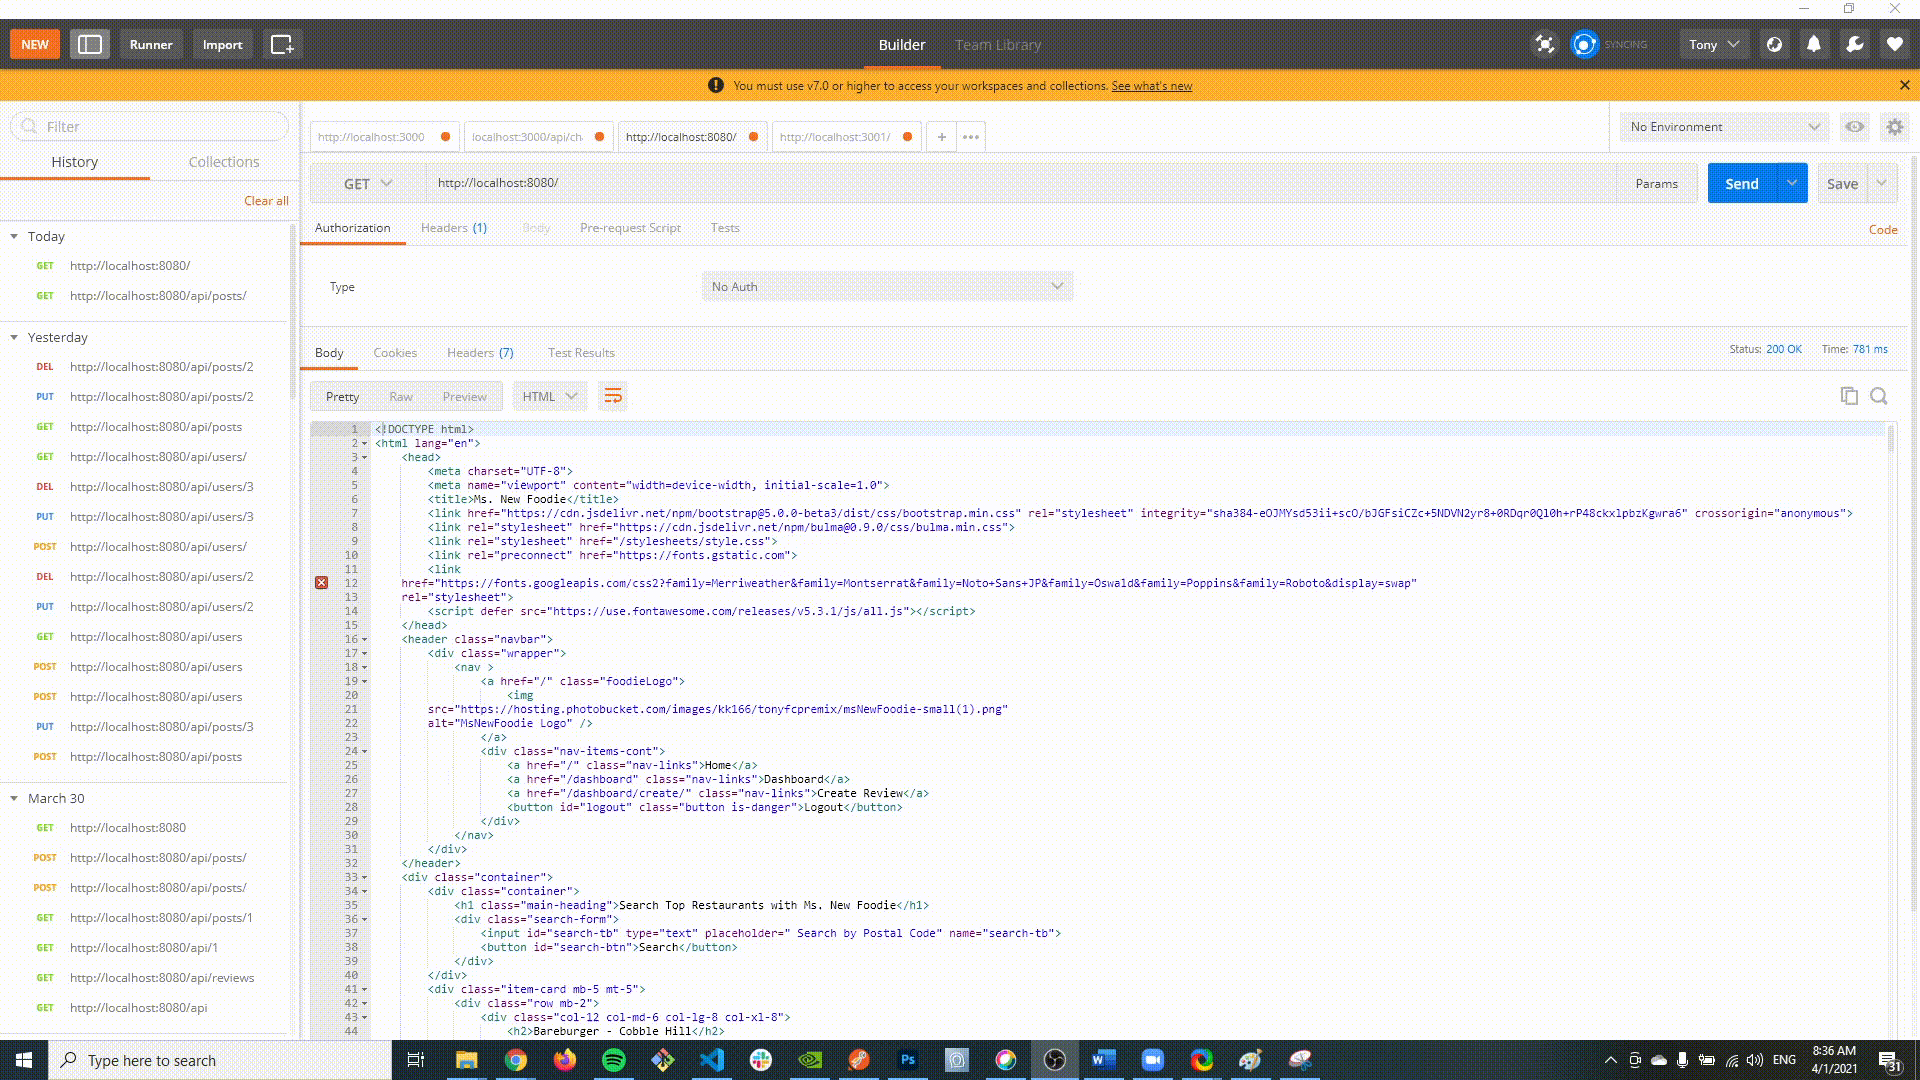 NEW
Runner
Import
Builder
Team Library
SYNCING
Tony
You must use v7.0 or higher to access your workspaces and collections. See what's new
Filter
History
Collections
Clear all
Today
GET http://localhost:8080/
GET http://localhost:8080/api/posts/
Yesterday
DEL http://localhost:8080/api/posts/2
PUT http://localhost:8080/api/posts/2
GET http://localhost:8080/api/posts
GET http://localhost:8080/api/users/
DEL http://localhost:8080/api/users/3
PUT http://localhost:8080/api/users/3
POST http://localhost:8080/api/users/
DEL http://localhost:8080/api/users/2
PUT http://localhost:8080/api/users/2
GET http://localhost:8080/api/users
POST http://localhost:8080/api/users
POST http://localhost:8080/api/users
PUT http://localhost:8080/api/posts/3
POST http://localhost:8080/api/posts
March 30
GET http://localhost:8080
POST http://localhost:8080/api/posts/
POST http://localhost:8080/api/posts/
GET http://localhost:8080/api/posts/1
GET http://localhost:8080/api/1
GET http://localhost:8080/api/reviews
GET http://localhost:8080/api
http://localhost:3000
localhost:3000/api/ch
http://localhost:8080/
http://localhost:3001/
No Environment
GET
http://localhost:8080/
Params
Send
Save
Authorization
Headers (1)
Body
Pre-request Script
Tests
Code
Type
No Auth
Body
Cookies
Headers (7)
Test Results
Status: 200 OK
Time: 781 ms
Pretty
Raw
Preview
HTML
1 <!DOCTYPE html>
2 <html lang="en">
3 <head>
4 <meta charset="UTF-8">
5 <meta name="viewport" content="width=device-width, initial-scale=1.0">
6 <title>Ms. New Foodie</title>
7 <link href="https://cdn.jsdelivr.net/npm/bootstrap@5.0.0-beta3/dist/css/bootstrap.min.css" rel="stylesheet" integrity="sha384-eOJMYsd53ii+scO/bJGFsiCZc+5NDVN2yr8+0RDqr0Ql0h+rP48ckxlpbzKgwra6" crossorigin="anonymous">
8 <link rel="stylesheet" href="https://cdn.jsdelivr.net/npm/bulma@0.9.0/css/bulma.min.css">
9 <link rel="stylesheet" href="/stylesheets/style.css">
10 <link rel="preconnect" href="https://fonts.gstatic.com">
11 <link
12 href="https://fonts.googleapis.com/css2?family=Merriweather&family=Montserrat&family=Noto+Sans+JP&family=Oswald&family=Poppins&family=Roboto&display=swap"
13 rel="stylesheet">
14 <script defer src="https://use.fontawesome.com/releases/v5.3.1/js/all.js"></script>
15 </head>
16 <header class="navbar">
17 <div class="wrapper">
18 <nav >
19 <a href="/" class="foodieLogo">
20 <img
21 src="https://hosting.photobucket.com/images/kk166/tonyfcpremix/msNewFoodie-small(1).png"
22 alt="MsNewFoodie Logo" />
23 </a>
24 <div class="nav-items-cont">
25 <a href="/" class="nav-links">Home</a>
26 <a href="/dashboard" class="nav-links">Dashboard</a>
27 <a href="/dashboard/create/" class="nav-links">Create Review</a>
28 <button id="logout" class="button is-danger">Logout</button>
29 </div>
30 </nav>
31 </div>
32 </header>
33 <div class="container">
34 <div class="container">
35 <h1 class="main-heading">Search Top Restaurants with Ms. New Foodie</h1>
36 <div class="search-form">
37 <input id="search-tb" type="text" placeholder=" Search by Postal Code" name="search-tb">
38 <button id="search-btn">Search</button>
39 </div>
40 </div>
41 <div class="item-card mb-5 mt-5">
42 <div class="row mb-2">
43 <div class="col-12 col-md-6 col-lg-8 col-xl-8">
44 <h2>Bareburger - Cobble Hill</h2>
Type here to search
Ps
ENG
8:36 AM
4/1/2021
31